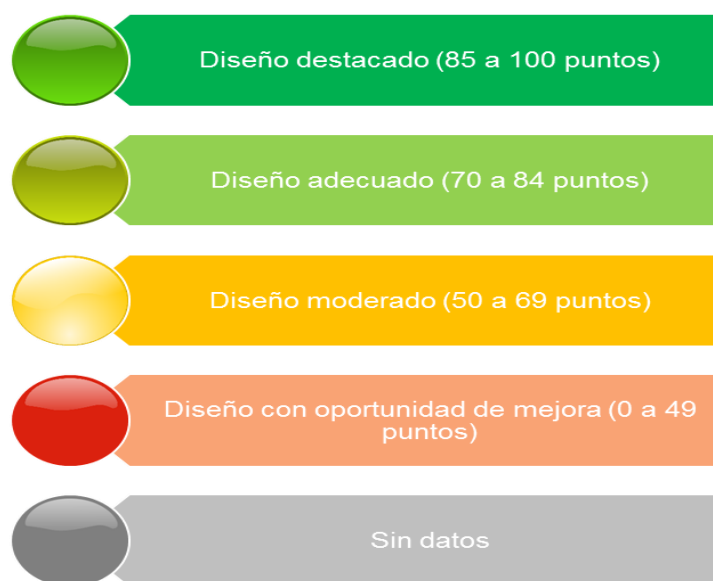 Diseño destacado (85 a 100 puntos)
Diseño adecuado (70 a 84 puntos)
Diseño moderado (50 a 69 puntos)
Diseño con oportunidad de mejora (0 a 49
puntos)
Sin datos